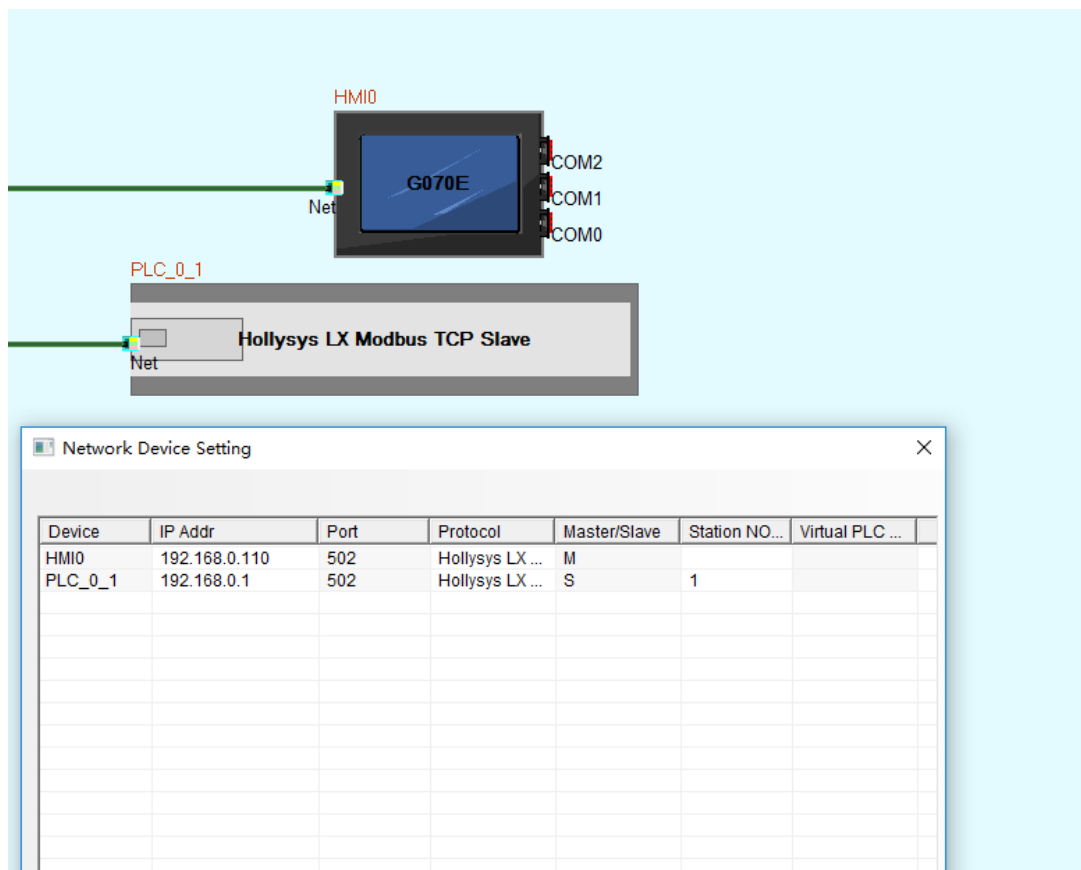 HMI0
COM2
G070E
COM1
Net
COM0
PLC_0_1
Hollysys LX Modbus TCP Slave
Net
Network Device Setting
Device IP Addr Port Protocol Master/Slave Station NO... Virtual PLC ...
HMI0 192.168.0.110 502 Hollysys LX ... M
PLC_0_1 192.168.0.1 502 Hollysys LX ... S 1